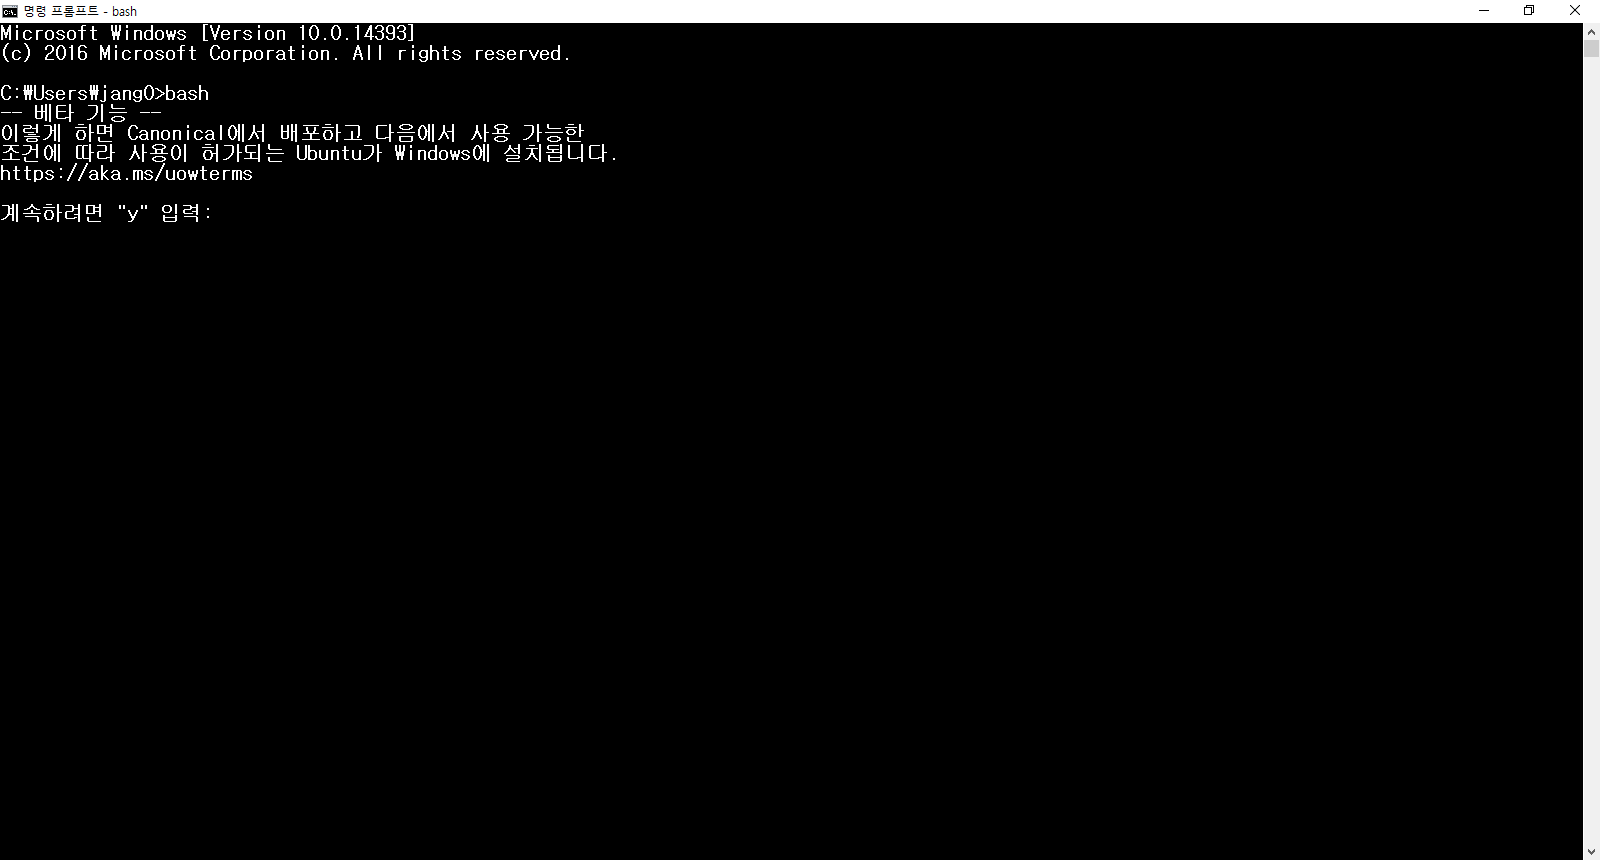 명령 프롬프트 - bash
Microsoft Windows [Version 10.0.14393]
(c) 2016 Microsoft Corporation. All rights reserved.
C:₩Users₩jang0>bash
-- 베타 기능 --
이렇게 하면 Canonical에서 배포하고 다음에서 사용 가능한
조건에 따라 사용이 허가되는 Ubuntu가 Windows에 설치됩니다.
https://aka.ms/uowterms
계속하려면 "y" 입력: